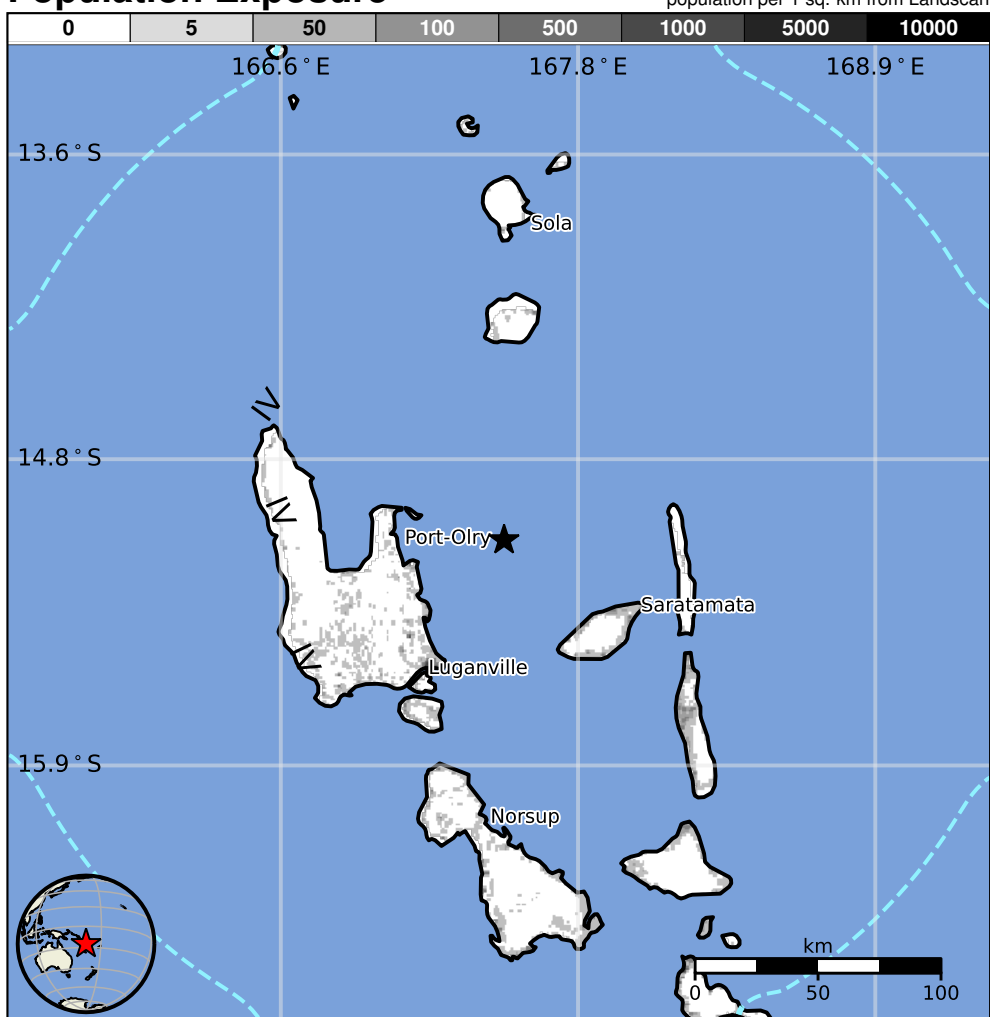 Population Exposure
population per 1 sq. km from Landscan
0 5 50 100 500 1000 5000 10000
166.6°E 167.8°E 168.9°E
13.6°S
Sola
IV
14.8°S
IV
Port-Olry
Saratamata
IV
Luganville
15.9°S
Norsup
km
0 50 100